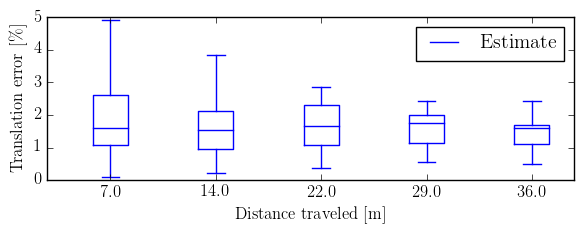 Translation error [%]
5
4
3
2
1
0
Estimate
7.0 14.0 22.0 29.0 36.0
Distance traveled [m]